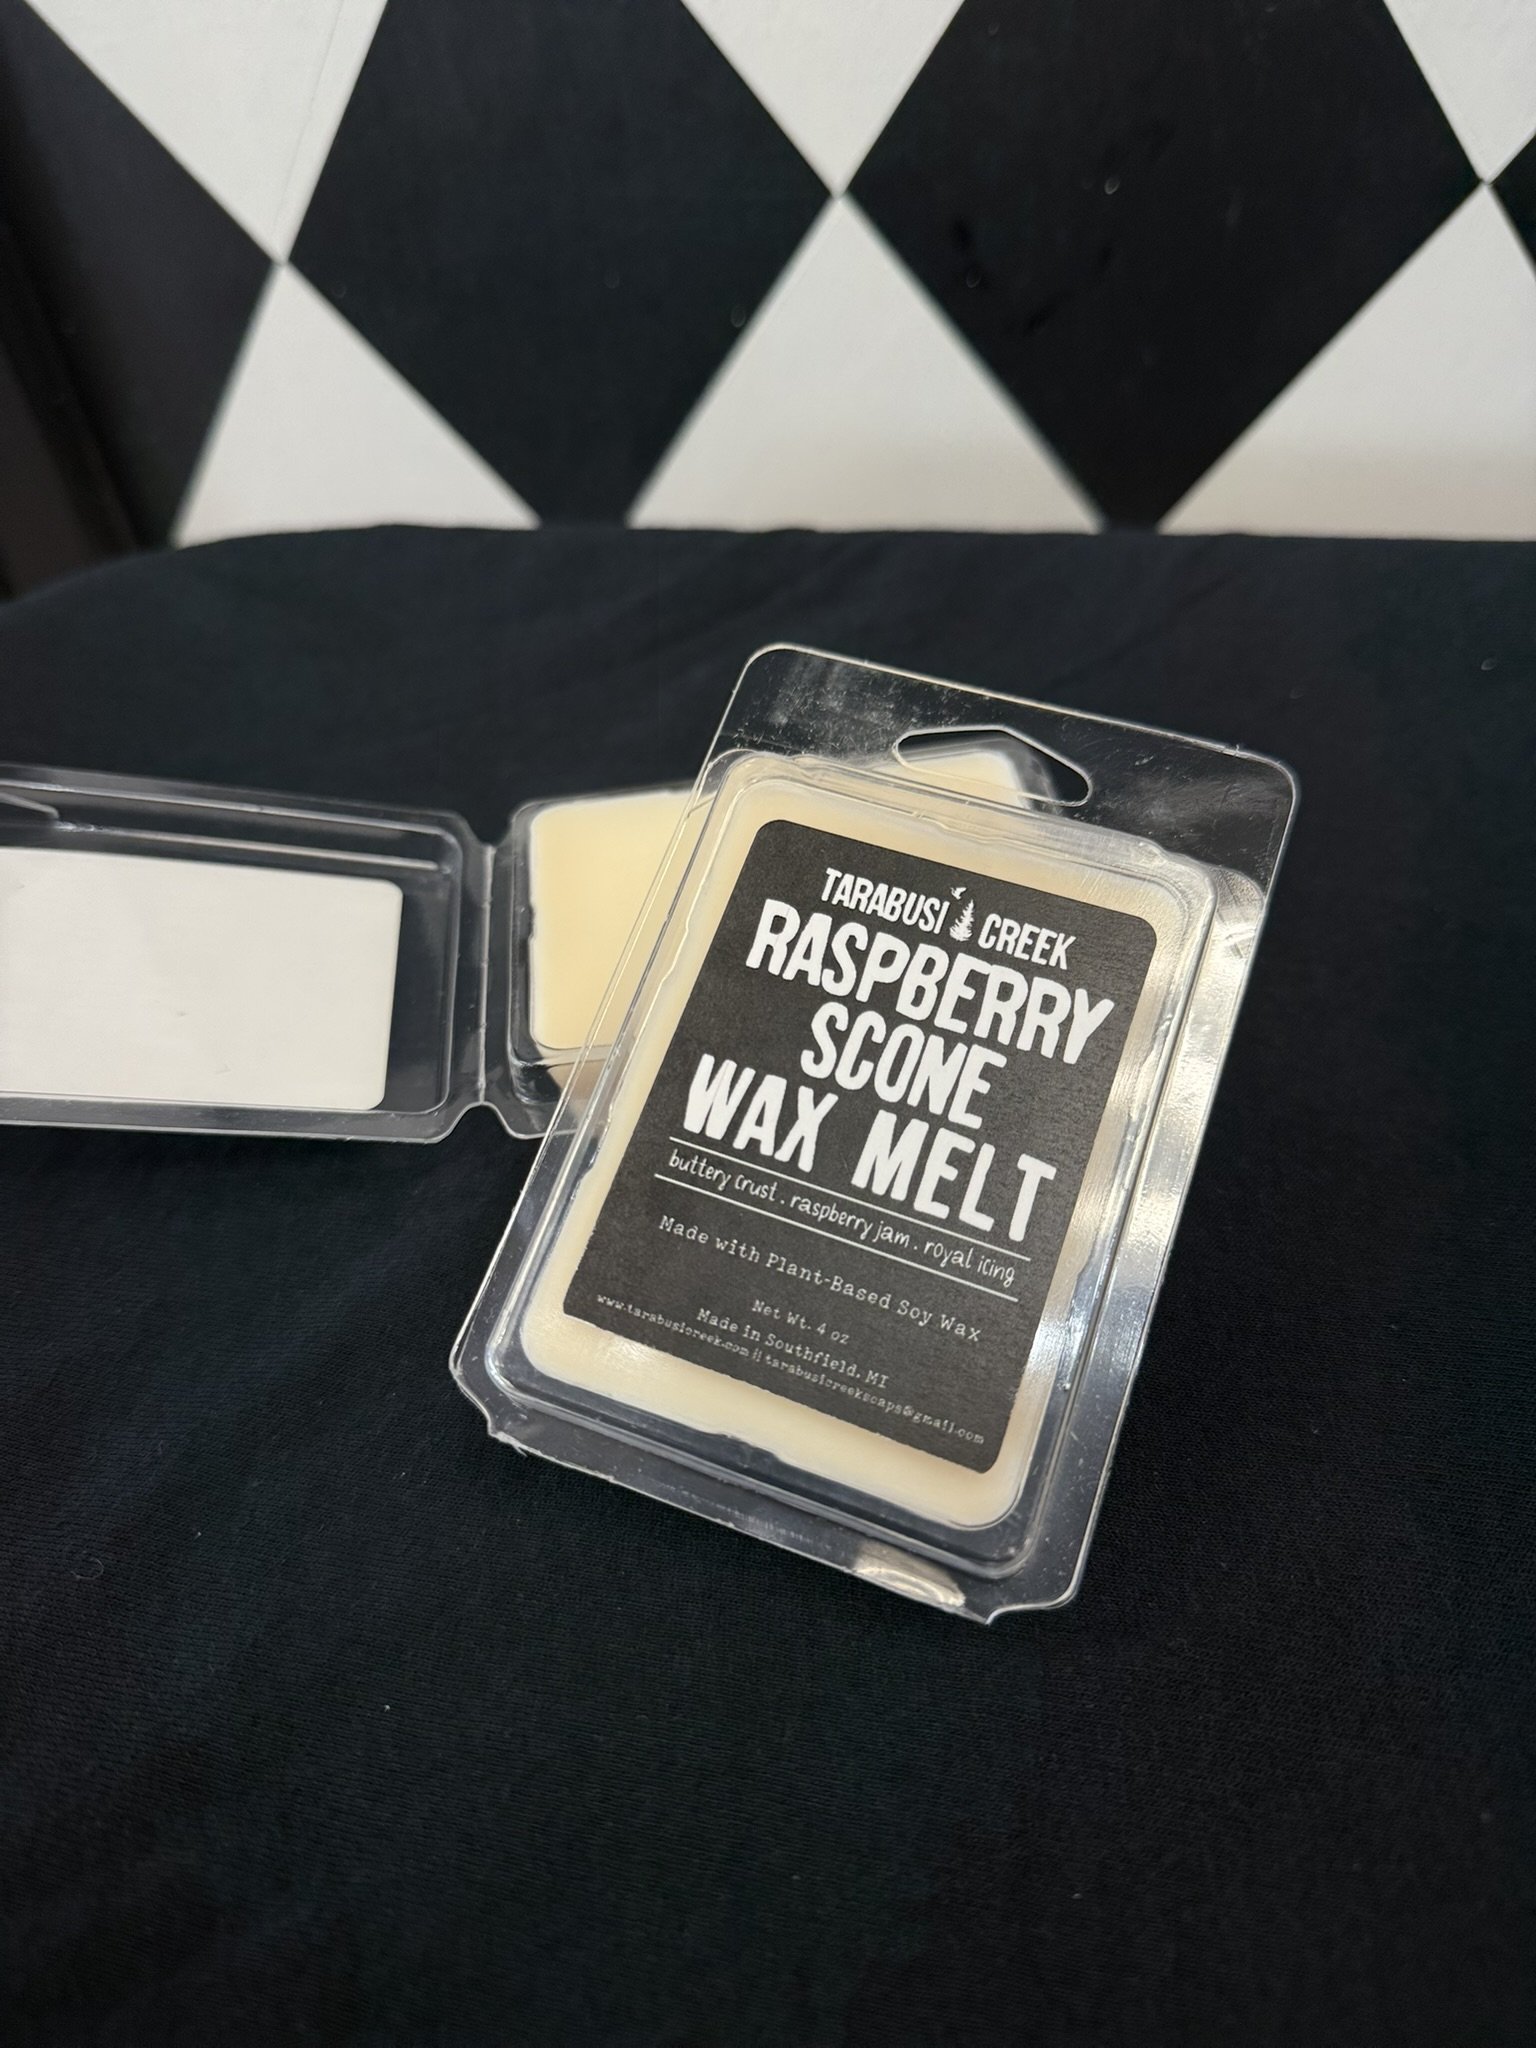 TARABUSI CREEK
RASPBERRY
SCONE
WAX MELT
buttery crust . raspberry jam . royal icing
Made with Plant-Based Soy Wax
Net Wt. 4 oz
Made in Southfield, MI
www.tarabusicreek.com || tarabusicreeksoaps@gmail.com